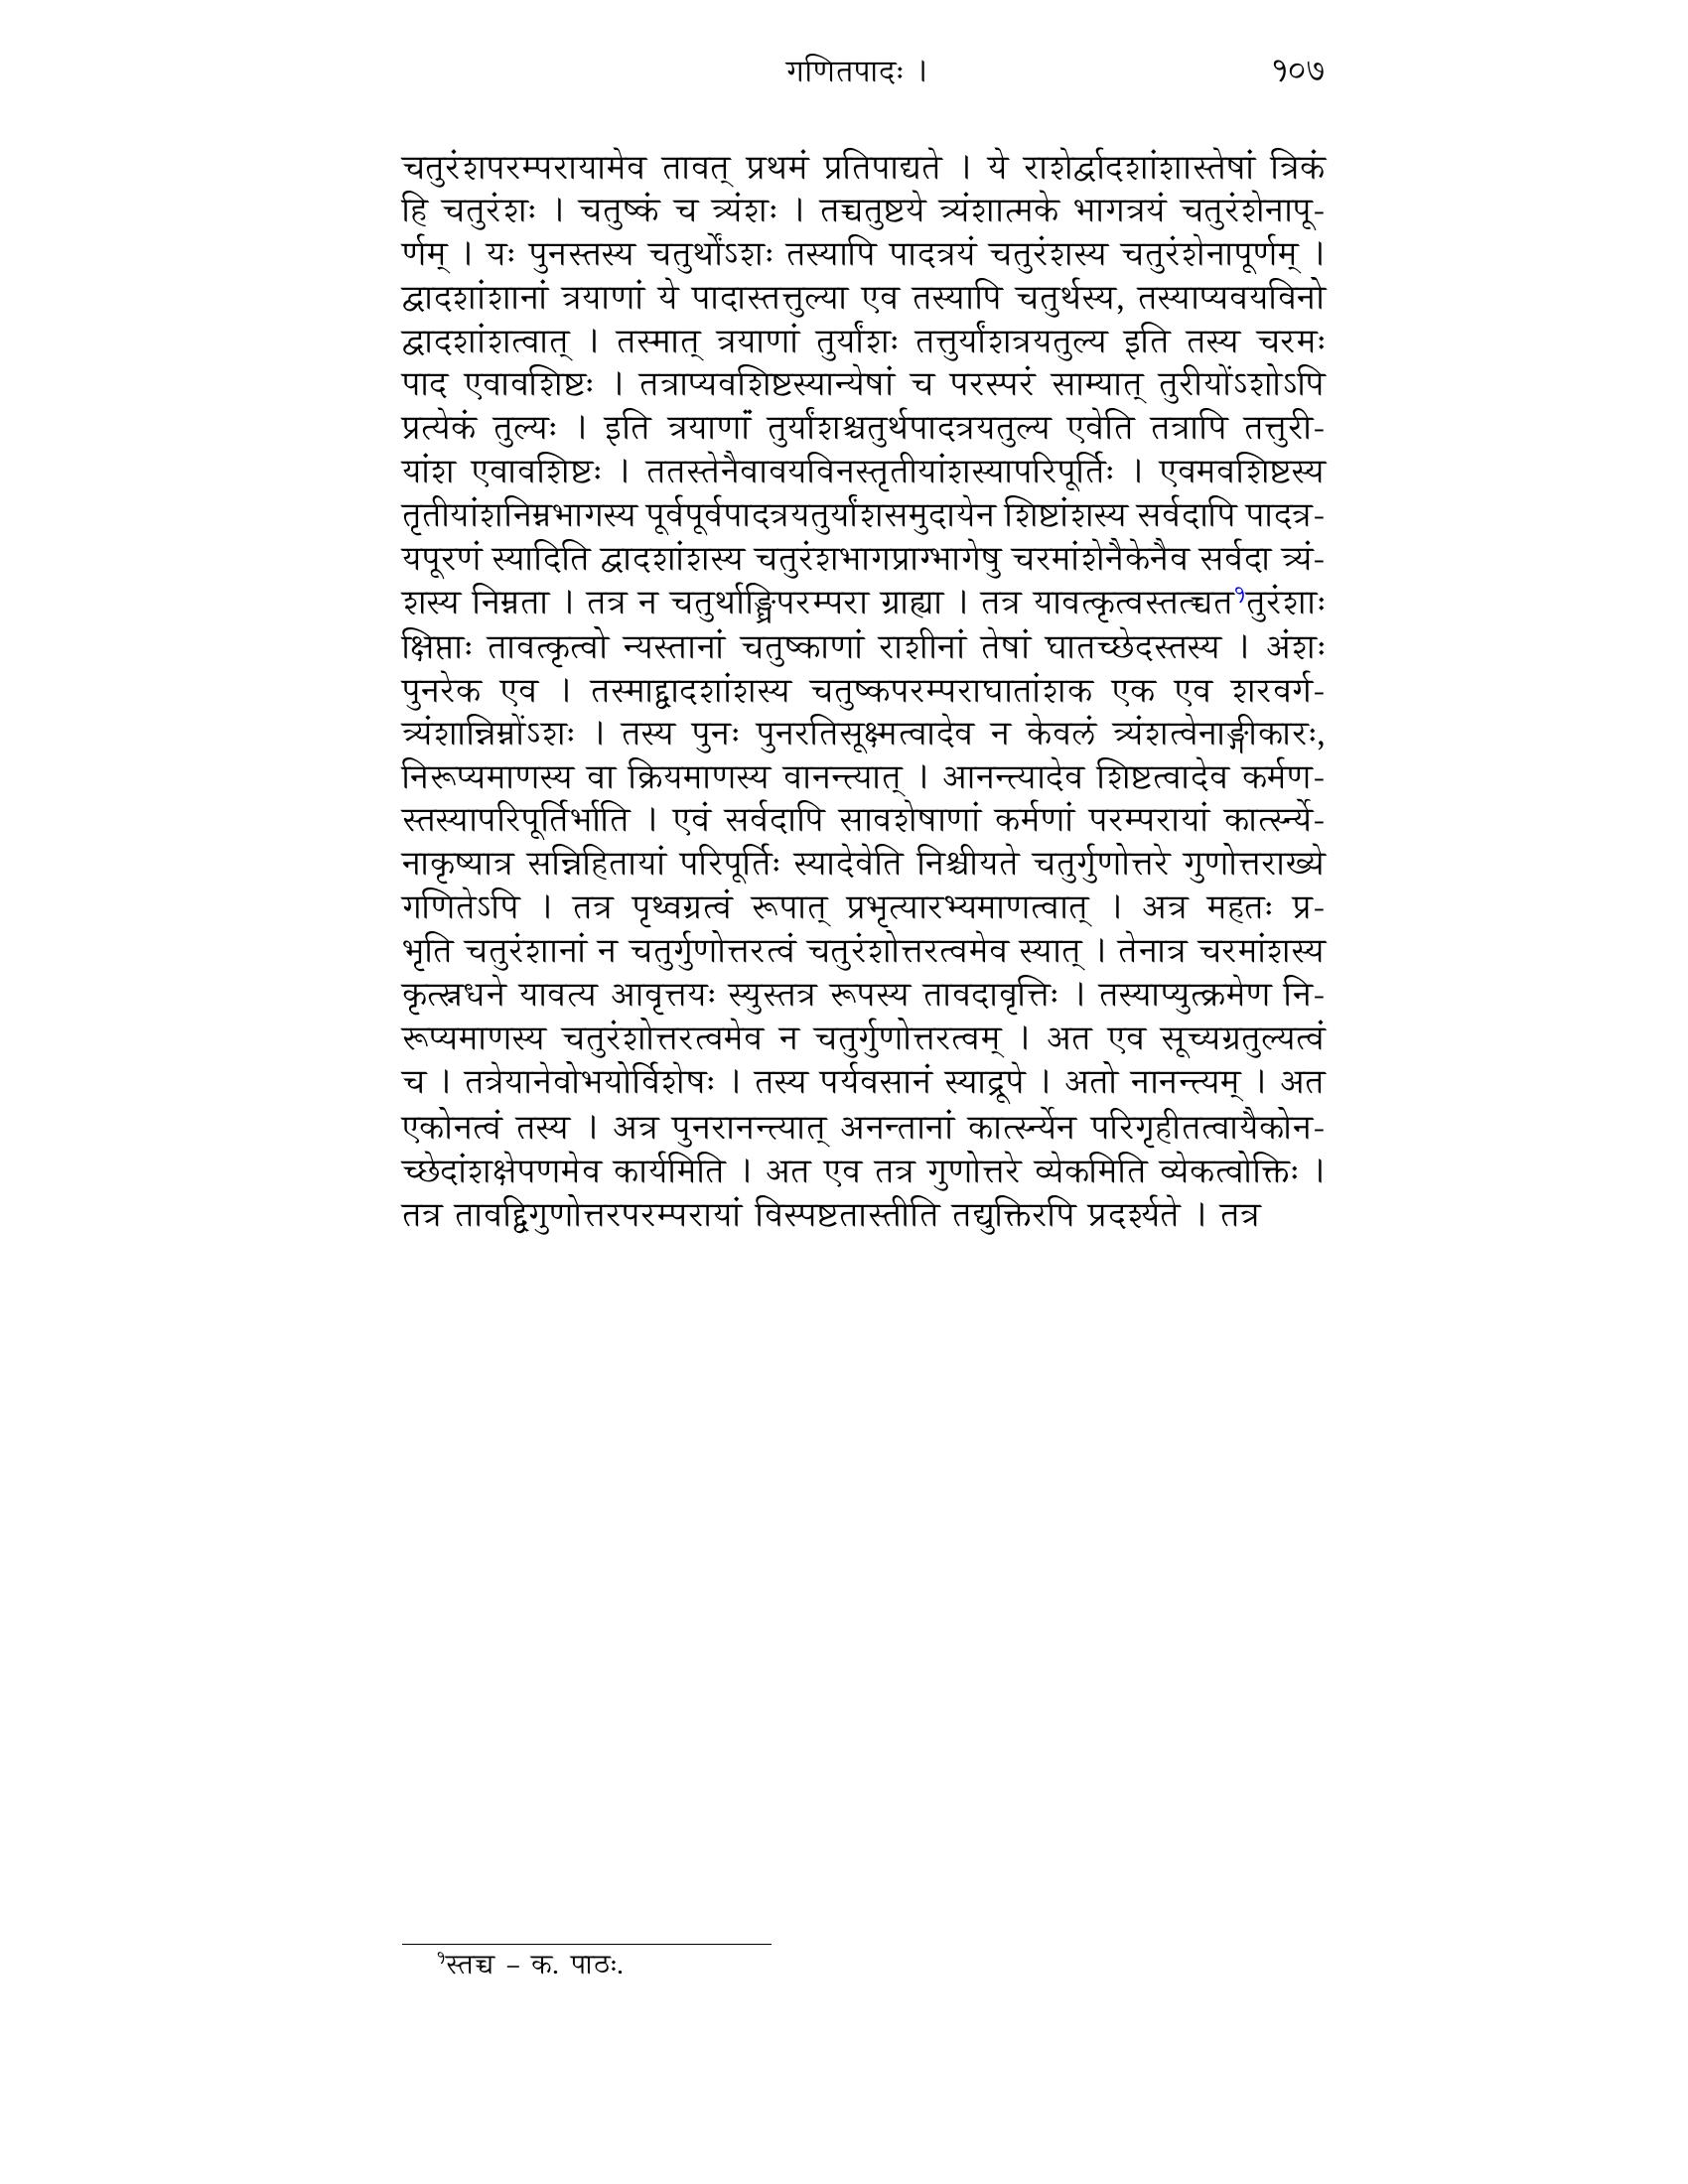 गणितपादः । १०७
चतुरंशपरम्परायामेव तावत् प्रथमं प्रतिपाद्यते । ये राशेर्द्वादशांशास्तेषां त्रिकं
हि चतुरंशः । चतुष्कं च त्र्यंशः । तच्चतुष्टये त्र्यंशात्मके भागत्रयं चतुरंशेनापू-
र्णम् । यः पुनस्तस्य चतुर्थोंऽशः तस्यापि पादत्रयं चतुरंशस्य चतुरंशेनापूर्णम् ।
द्वादशांशानां त्रयाणां ये पादास्तत्तुल्या एव तस्यापि चतुर्थस्य, तस्याप्यवयविनो
द्वादशांशत्वात् । तस्मात् त्रयाणां तुर्यांशः तत्तुर्यांशत्रयतुल्य इति तस्य चरमः
पाद एवावशिष्टः । तत्राप्यवशिष्टस्यान्येषां च परस्परं साम्यात् तुरीयोंऽशोऽपि
प्रत्येकं तुल्यः । इति त्रयाणांं तुर्यांशश्चतुर्थपादत्रयतुल्य एवेति तत्रापि तत्तुरी-
यांश एवावशिष्टः । ततस्तेनैवावयविनस्तृतीयांशस्यापरिपूर्तिः । एवमवशिष्टस्य
तृतीयांशनिम्नभागस्य पूर्वपूर्वपादत्रयतुर्यांशसमुदायेन शिष्टांशस्य सर्वदापि पादत्र-
यपूरणं स्यादिति द्वादशांशस्य चतुरंशभागप्राग्भागेषु चरमांशेनैकेनैव सर्वदा त्र्यं-
शस्य निम्नता । तत्र न चतुर्थाङ्घ्रिपरम्परा ग्राह्या । तत्र यावत्कृत्वस्तत्च्चत१तुरंशाः
क्षिप्ताः तावत्कृत्वो न्यस्तानां चतुष्काणां राशीनां तेषां घातच्छेदस्तस्य । अंशः
पुनरेक एव । तस्माद्द्वादशांशस्य चतुष्कपरम्पराघातांशक एक एव शरवर्ग-
त्र्यंशान्निम्नोंऽशः । तस्य पुनः पुनरतिसूक्ष्मत्वादेव न केवलं त्र्यंशत्वेनाङ्गीकारः,
निरूप्यमाणस्य वा क्रियमाणस्य वानन्त्यात् । आनन्त्यादेव शिष्टत्वादेव कर्मण-
स्तस्यापरिपूर्तिर्भाति । एवं सर्वदापि सावशेषाणां कर्मणां परम्परायां कार्त्स्न्ये-
नाकृष्यात्र सन्निहितायां परिपूर्तिः स्यादेवेति निश्चीयते चतुर्गुणोत्तरे गुणोत्तराख्ये
गणितेऽपि । तत्र पृथ्वग्रत्वं रूपात् प्रभृत्यारभ्यमाणत्वात् । अत्र महतः प्र-
भृति चतुरंशानां न चतुर्गुणोत्तरत्वं चतुरंशोत्तरत्वमेव स्यात् । तेनात्र चरमांशस्य
कृत्स्नधने यावत्य आवृत्तयः स्युस्तत्र रूपस्य तावदावृत्तिः । तस्याप्युत्क्रमेण नि-
रूप्यमाणस्य चतुरंशोत्तरत्वमेव न चतुर्गुणोत्तरत्वम् । अत एव सूच्यग्रतुल्यत्वं
च । तत्रेयानेवोभयोर्विशेषः । तस्य पर्यवसानं स्याद्रूपे । अतो नानन्त्यम् । अत
एकोनत्वं तस्य । अत्र पुनरानन्त्यात् अनन्तानां कार्त्स्न्येन परिगृहीतत्वायैकोन-
च्छेदांशक्षेपणमेव कार्यमिति । अत एव तत्र गुणोत्तरे व्येकमिति व्येकत्वोक्तिः ।
तत्र तावद्द्विगुणोत्तरपरम्परायां विस्पष्टतास्तीति तद्युक्तिरपि प्रदर्श्यते । तत्र
१स्तच्च – क. पाठः.